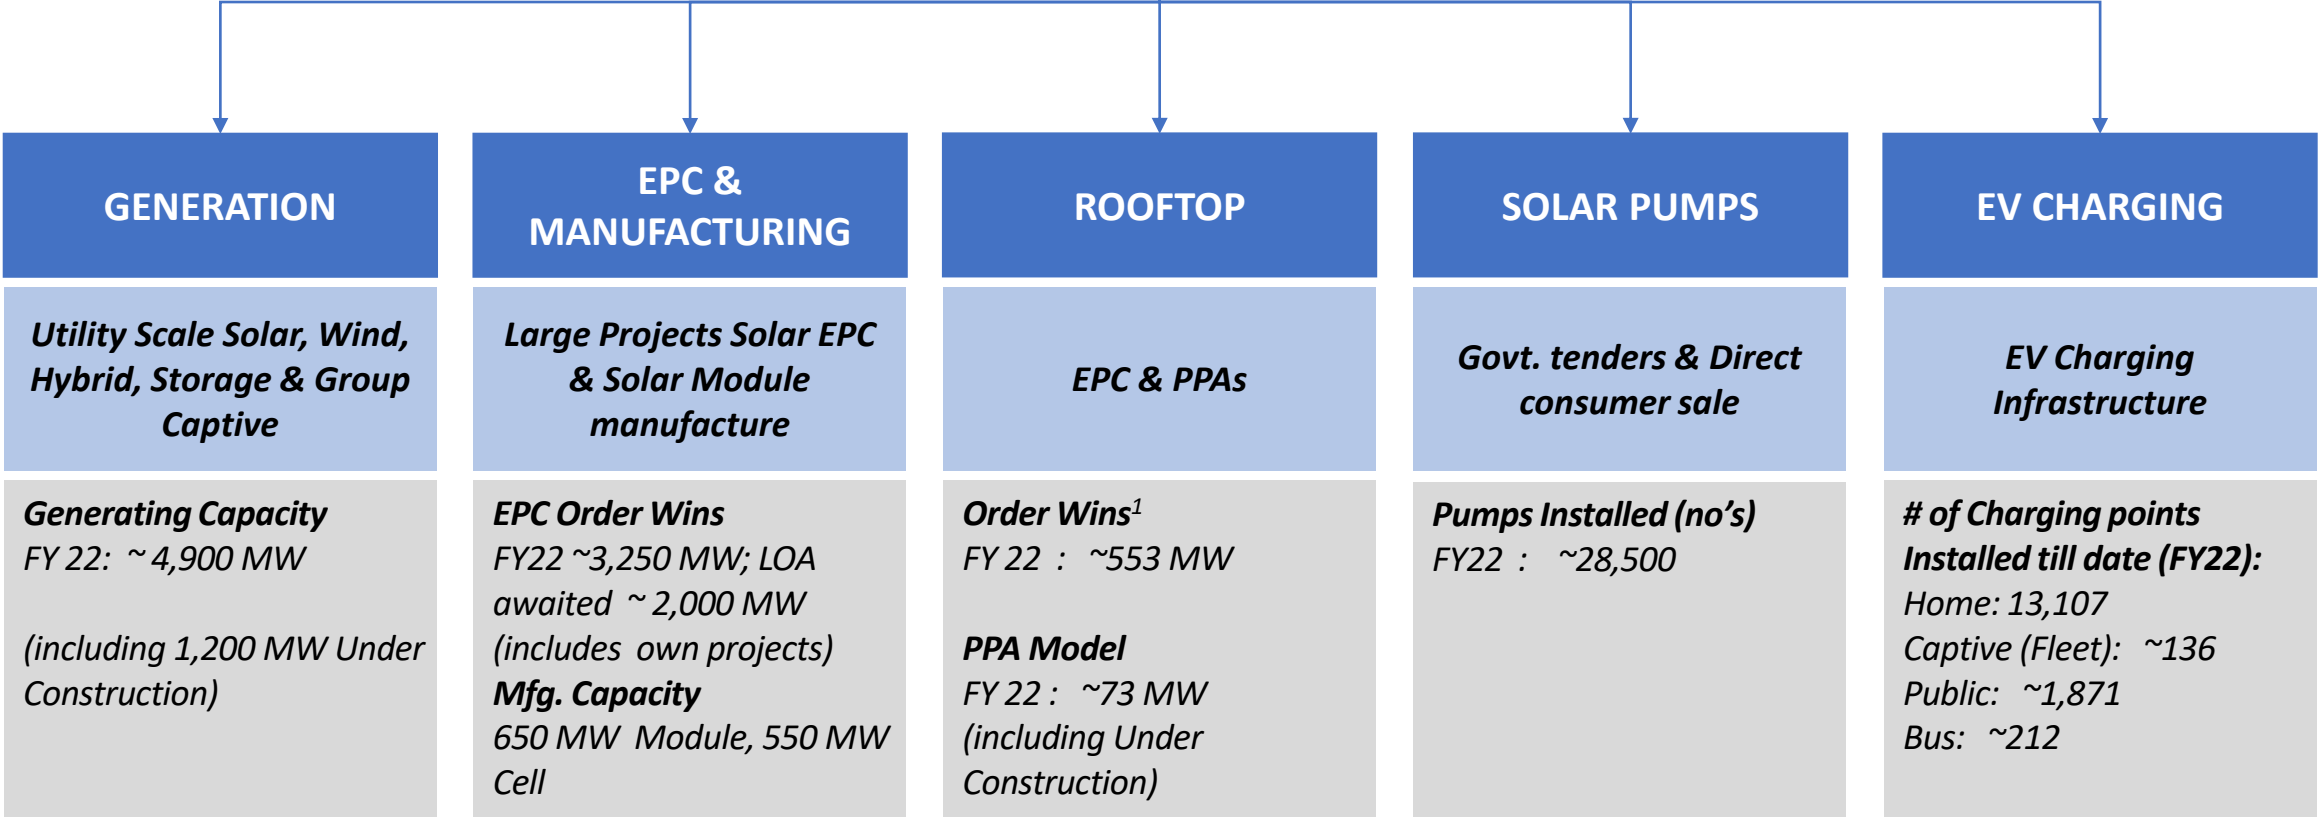 GENERATION
Utility Scale Solar, Wind,
Hybrid, Storage & Group
Captive
Generating Capacity
FY 22: ~ 4,900 MW
(including 1,200 MW Under
Construction)
EPC &
MANUFACTURING
Large Projects Solar EPC
& Solar Module
manufacture
EPC Order Wins
FY22 ~3,250 MW; LOA
awaited ~ 2,000 MW
(includes own projects)
Mfg. Capacity
650 MW Module, 550 MW
Cell
ROOFTOP
EPC & PPAs
Order Wins¹
FY 22 : ~553 MW
PPA Model
FY 22 : ~73 MW
(including Under
Construction)
SOLAR PUMPS
Govt. tenders & Direct
consumer sale
Pumps Installed (no’s)
FY22 : ~28,500
EV CHARGING
EV Charging
Infrastructure
# of Charging points
Installed till date (FY22):
Home: 13,107
Captive (Fleet): ~136
Public: ~1,871
Bus: ~212